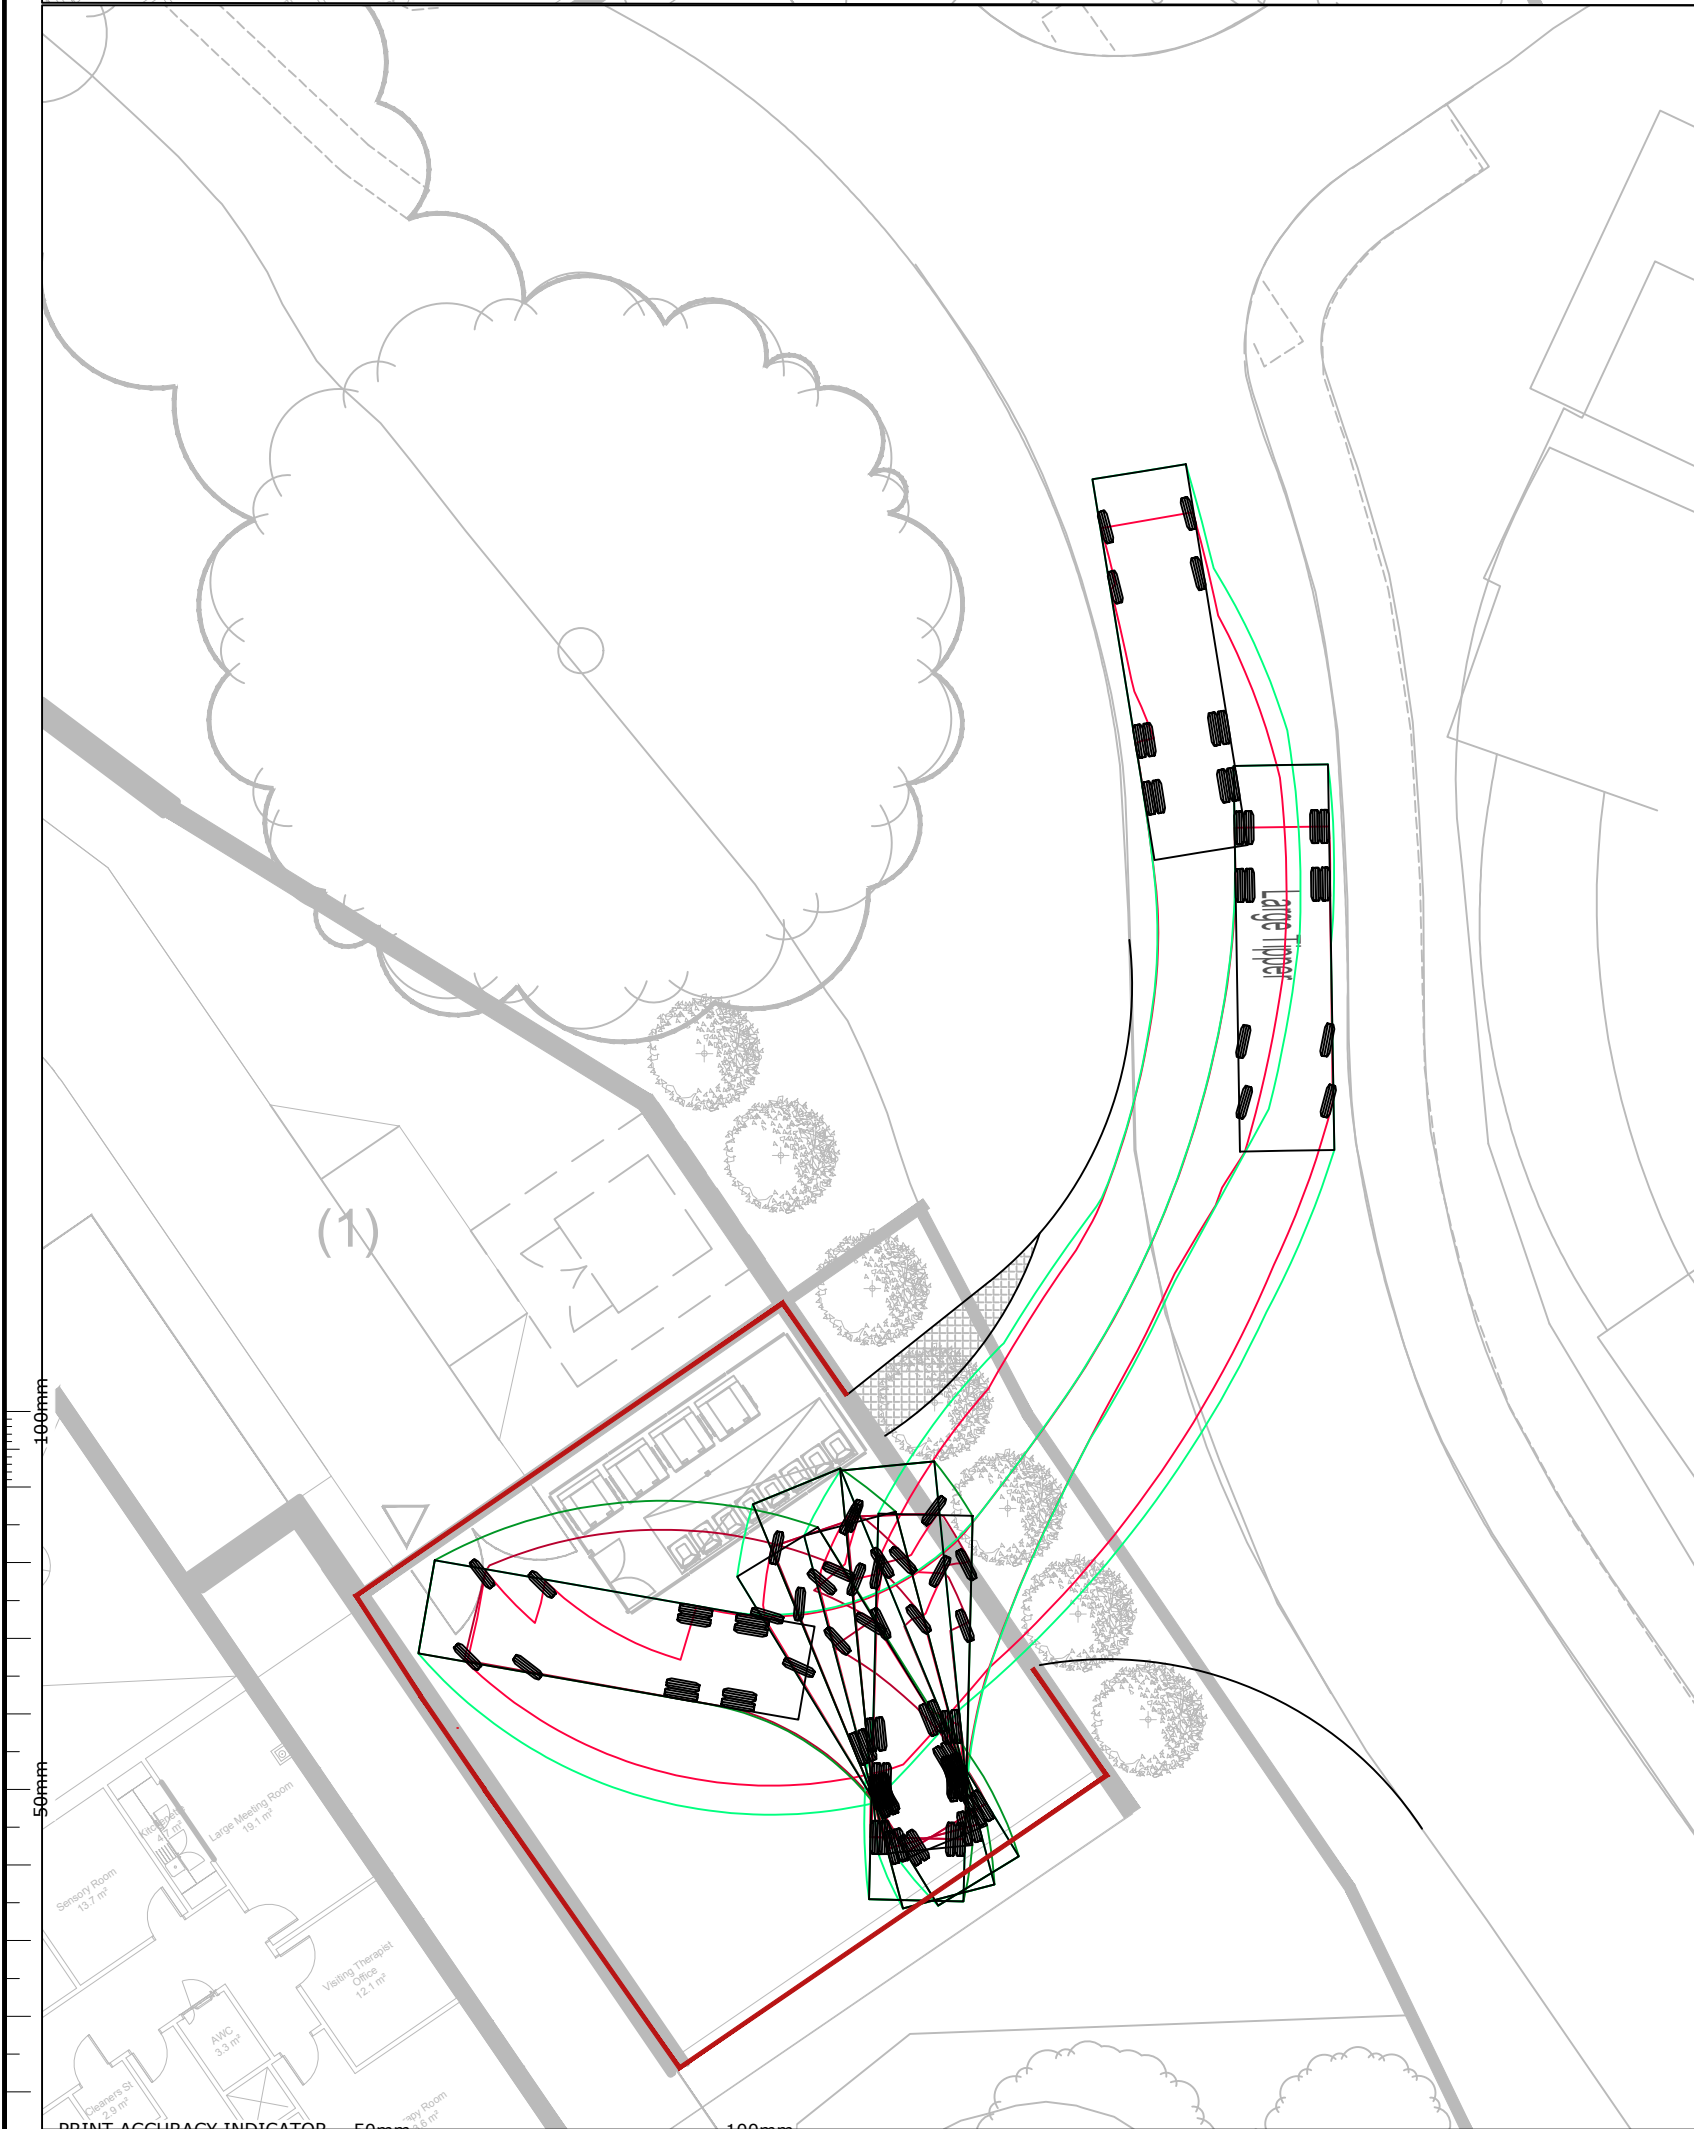 Large Tipper
(1)
100mm
50mm
Large Meeting Room
19.1 m²
Sensory Room
13.7 m²
Visiting Therapist
Office
12.1 m²
AWC
3.3 m²
Cleaners St
2.9 m²
Room
PRINT ACCURACY INDICATOR
50mm
100mm